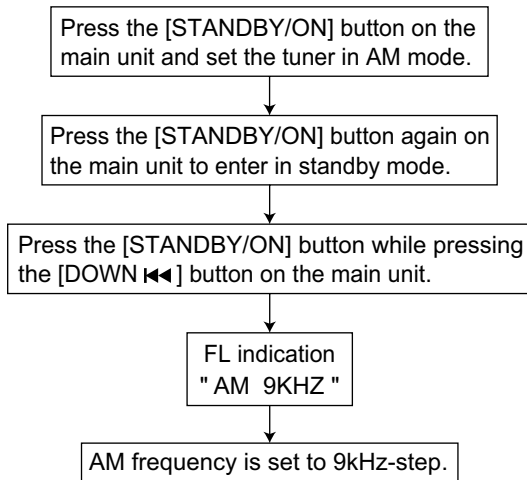 Press the [STANDBY/ON] button on the
main unit and set the tuner in AM mode.
Press the [STANDBY/ON] button again on
the main unit to enter in standby mode.
Press the [STANDBY/ON] button while pressing
the [DOWN ⏮] button on the main unit.
FL indication
" AM 9KHZ "
AM frequency is set to 9kHz-step.